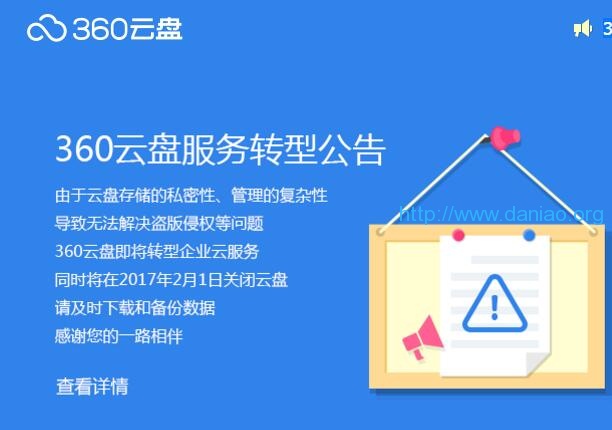 360云盘
3
360云盘服务转型公告
由于云盘存储的私密性、管理的复杂性
导致无法解决盗版侵权等问题
360云盘即将转型企业云服务
同时将在2017年2月1日关闭云盘
请及时下载和备份数据
感谢您的一路相伴
查看详情
http://www.daniao.org